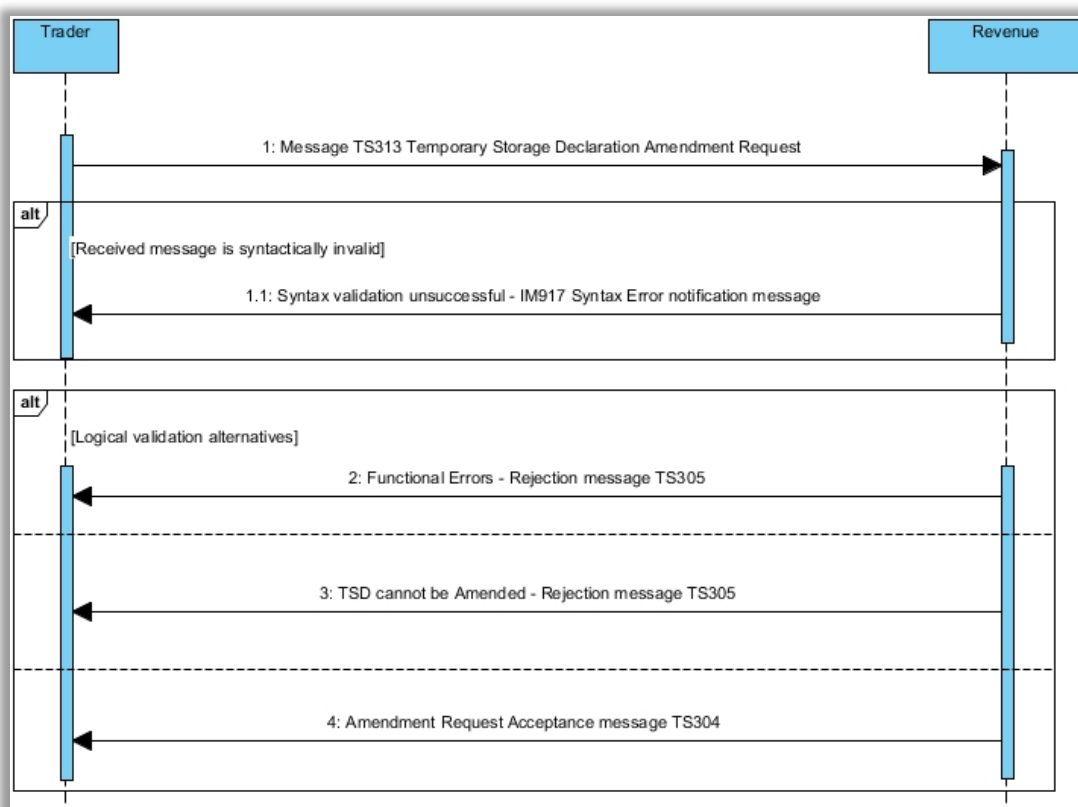 Trader
Revenue
1: Message TS313 Temporary Storage Declaration Amendment Request
alt
[Received message is syntactically invalid]
1.1: Syntax validation unsuccessful - IM917 Syntax Error notification message
alt
[Logical validation alternatives]
2: Functional Errors - Rejection message TS305
3: TSD cannot be Amended - Rejection message TS305
4: Amendment Request Acceptance message TS304